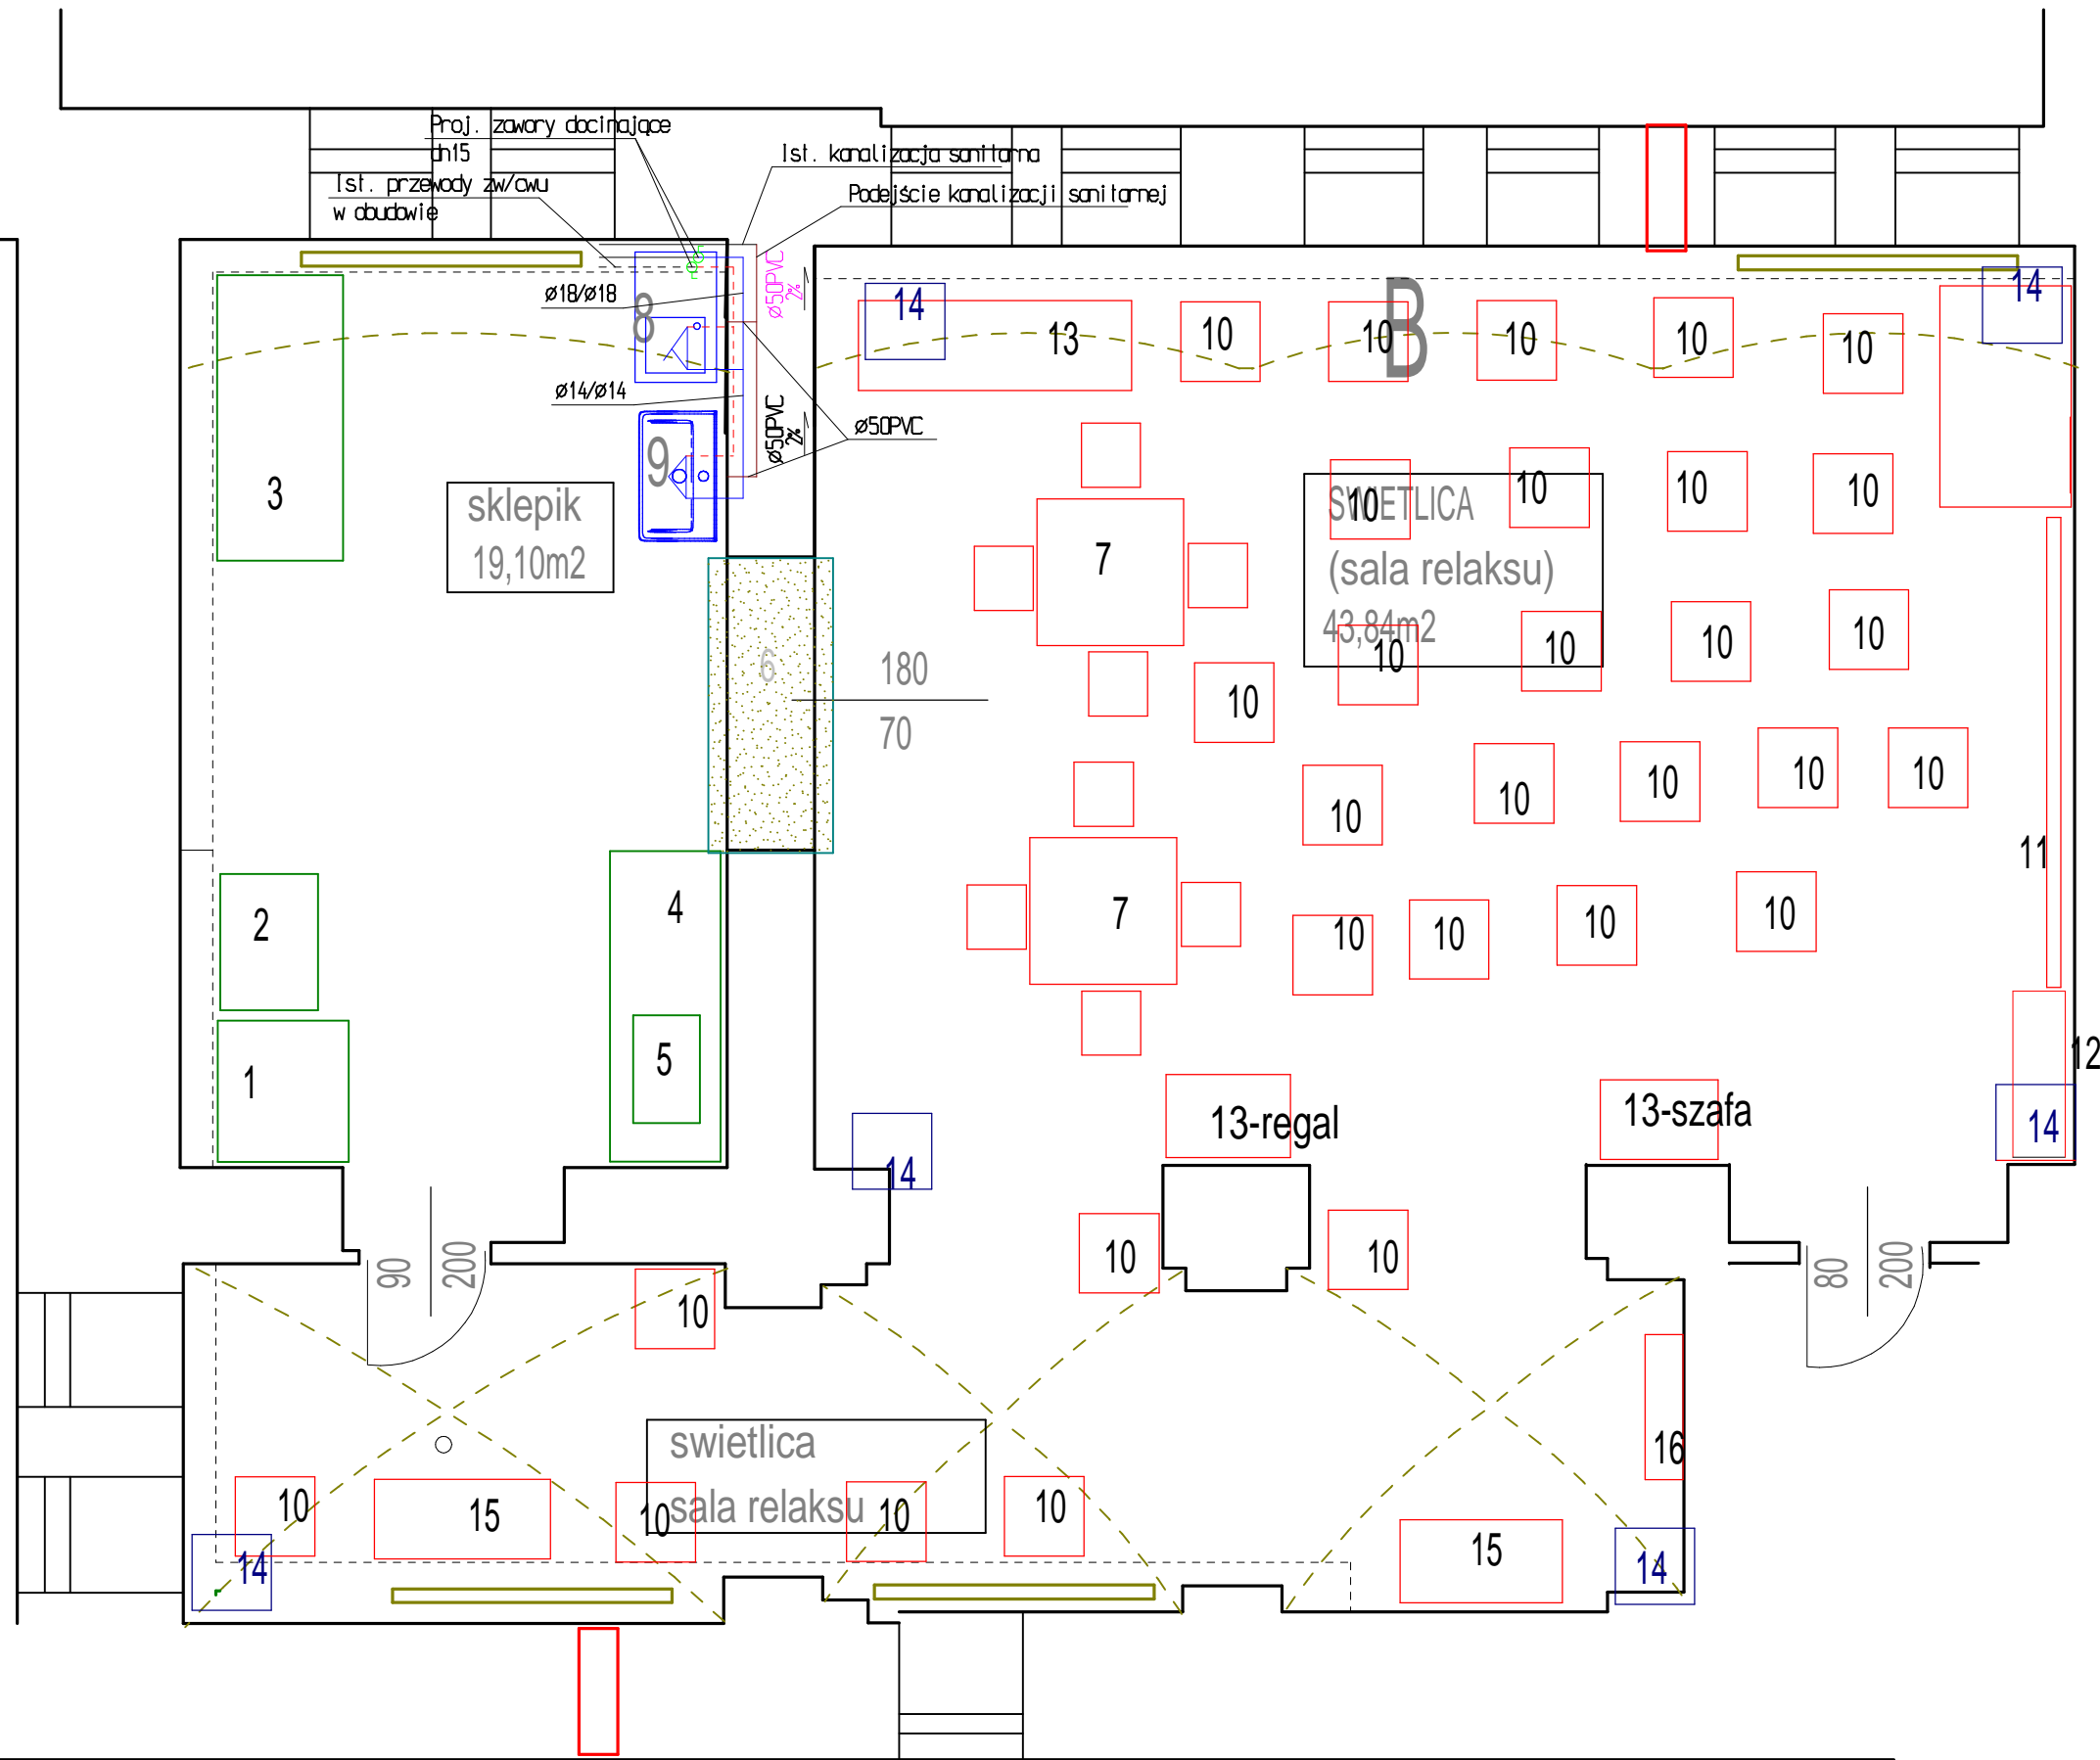 Proj. zawory docinające
dn15
Ist. kanalizacja sanitarna
Ist. przewody zw/cwu
w obudowie
Podejście kanalizacji sanitarnej
ø18/ø18
8
ø50PVC
2%
14
13
10
10
B
10
10
10
14
ø14/ø14
ø50PVC
2%
ø50PVC
9
3
sklepik
19,10m2
7
SWIETLICA
(sala relaksu)
43,84m2
10
10
10
10
6
180
70
10
10
10
10
10
10
10
10
10
10
11
2
4
7
10
10
10
10
1
5
12
13-regal
13-szafa
14
14
90
200
10
10
10
80
200
swietlica
sala relaksu
16
10
15
10
10
10
15
14
14